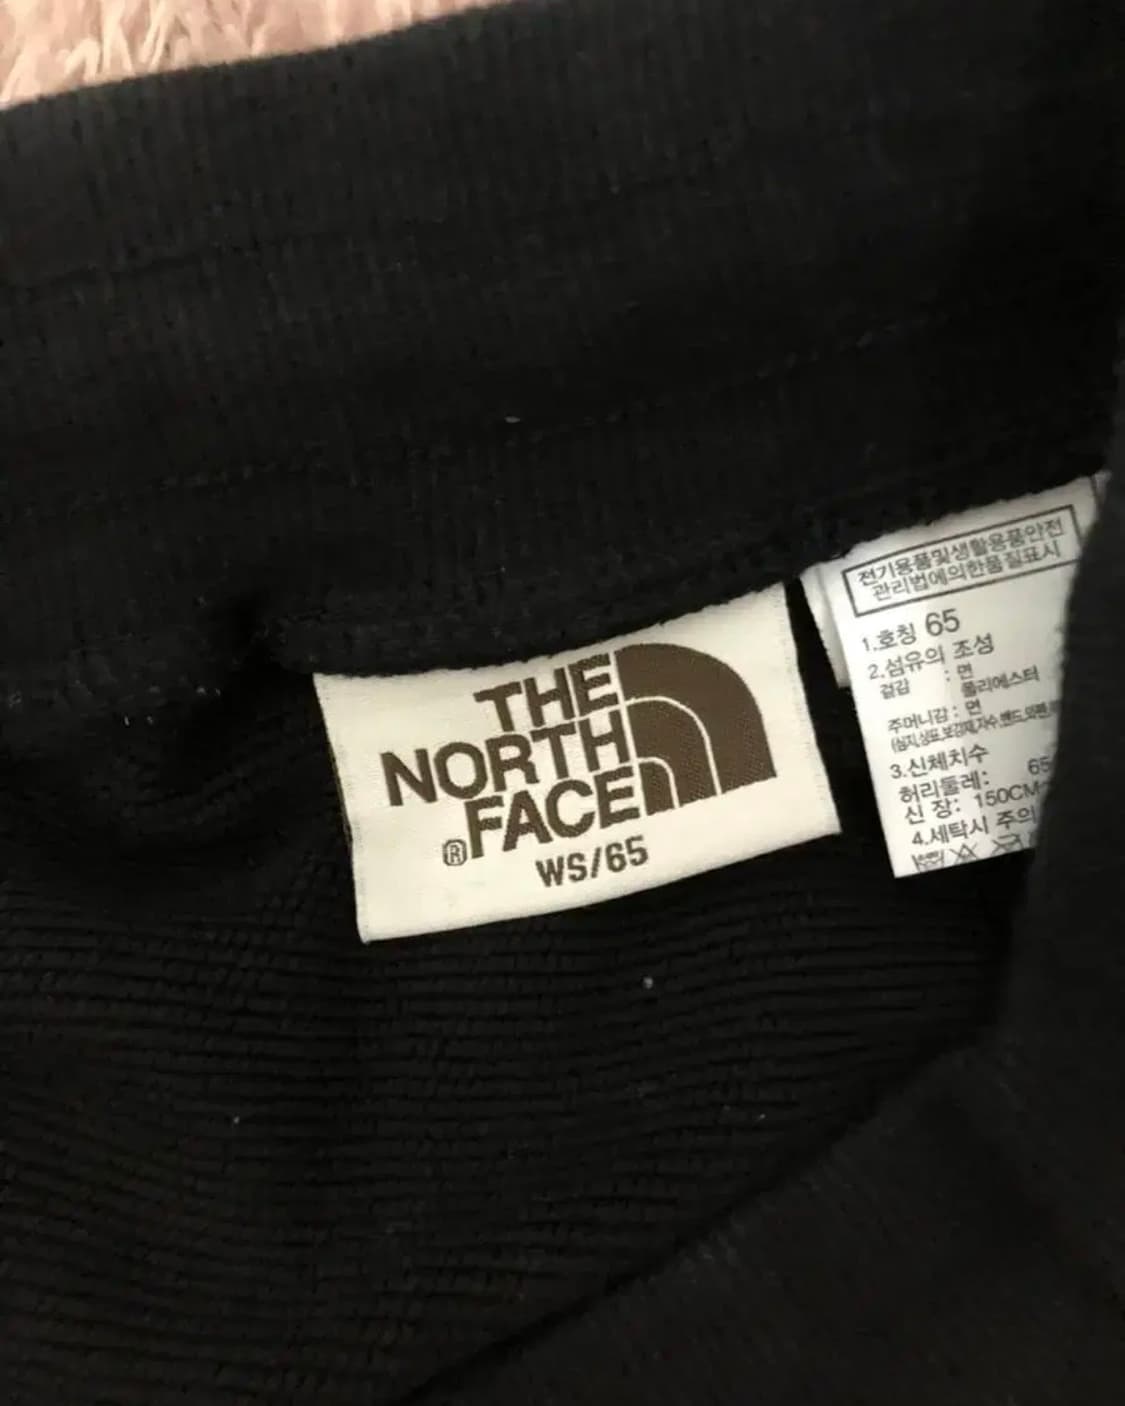 THE
NORTH
FACE
®
WS/65
전기용품및생활용품안전
관리법에의한품질표시
1.호칭 65
2.섬유의 조성
겉감 : 면
폴리에스터
주머니감 : 면
3.신체치수
허리둘레: 65
신 장: 150CM
4.세탁시 주의